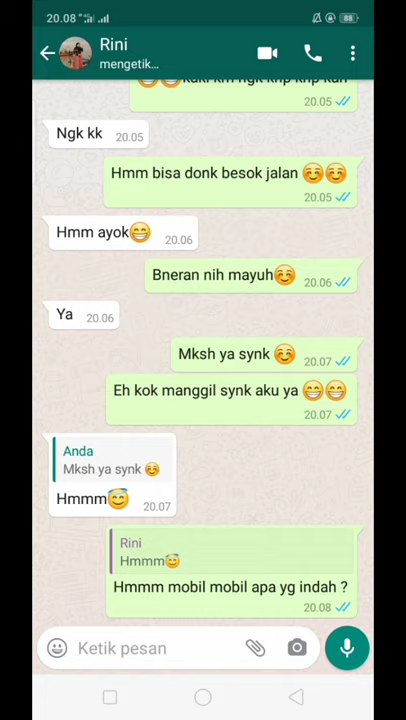 20.08
88
Rini
mengetik...
20.05
Ngk kk
20.05
Hmm bisa donk besok jalan ☺️☺️
20.05
Hmm ayok😁
20.06
Bneran nih mayuh☺️
20.06
Ya
20.06
Mksh ya synk ☺️
20.07
Eh kok manggil synk aku ya 😁😁
20.07
Anda
Mksh ya synk ☺️
Hmmm😇
20.07
Rini
Hmmm😇
Hmmm mobil mobil apa yg indah ?
20.08
Ketik pesan